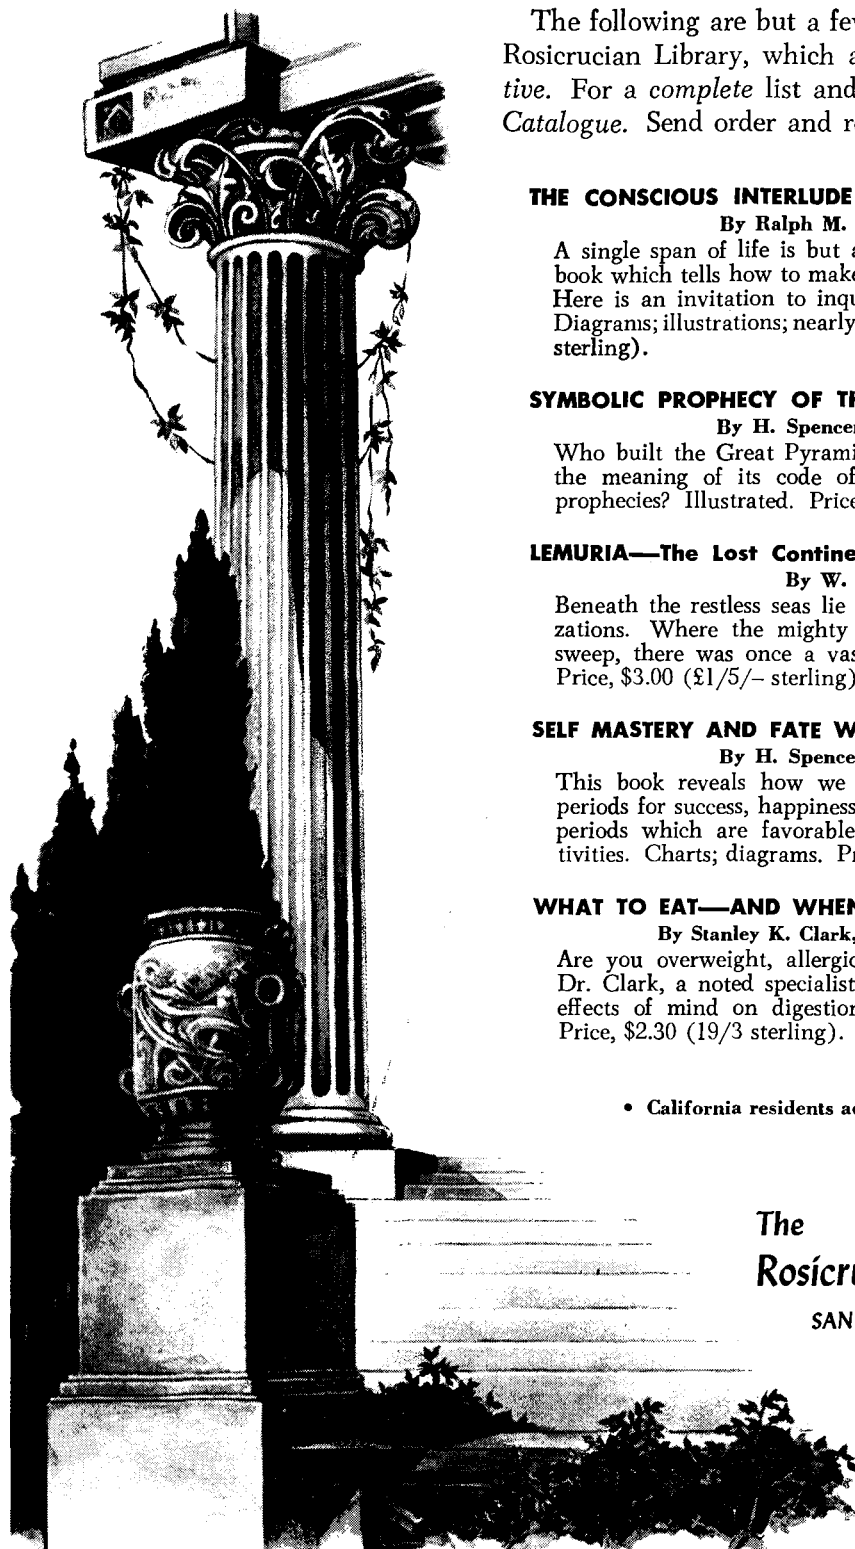 The following are but a few
Rosicrucian Library, which a
tive. For a complete list and
Catalogue. Send order and r
THE CONSCIOUS INTERLUDE
By Ralph M.
A single span of life is but a
book which tells how to make
Here is an invitation to inqu
Diagrams; illustrations; nearly
sterling).
SYMBOLIC PROPHECY OF TH
By H. Spencer
Who built the Great Pyrami
the meaning of its code of
prophecies? Illustrated. Price
LEMURIA—The Lost Contine
By W.
Beneath the restless seas lie
zations. Where the mighty
sweep, there was once a vas
Price, $3.00 (£1/5/– sterling)
SELF MASTERY AND FATE W
By H. Spence
This book reveals how we
periods for success, happiness
periods which are favorable
tivities. Charts; diagrams. Pr
WHAT TO EAT—AND WHEN
By Stanley K. Clark,
Are you overweight, allergic
Dr. Clark, a noted specialist
effects of mind on digestion
Price, $2.30 (19/3 sterling).
• California residents a
The
Rosicru
SAN